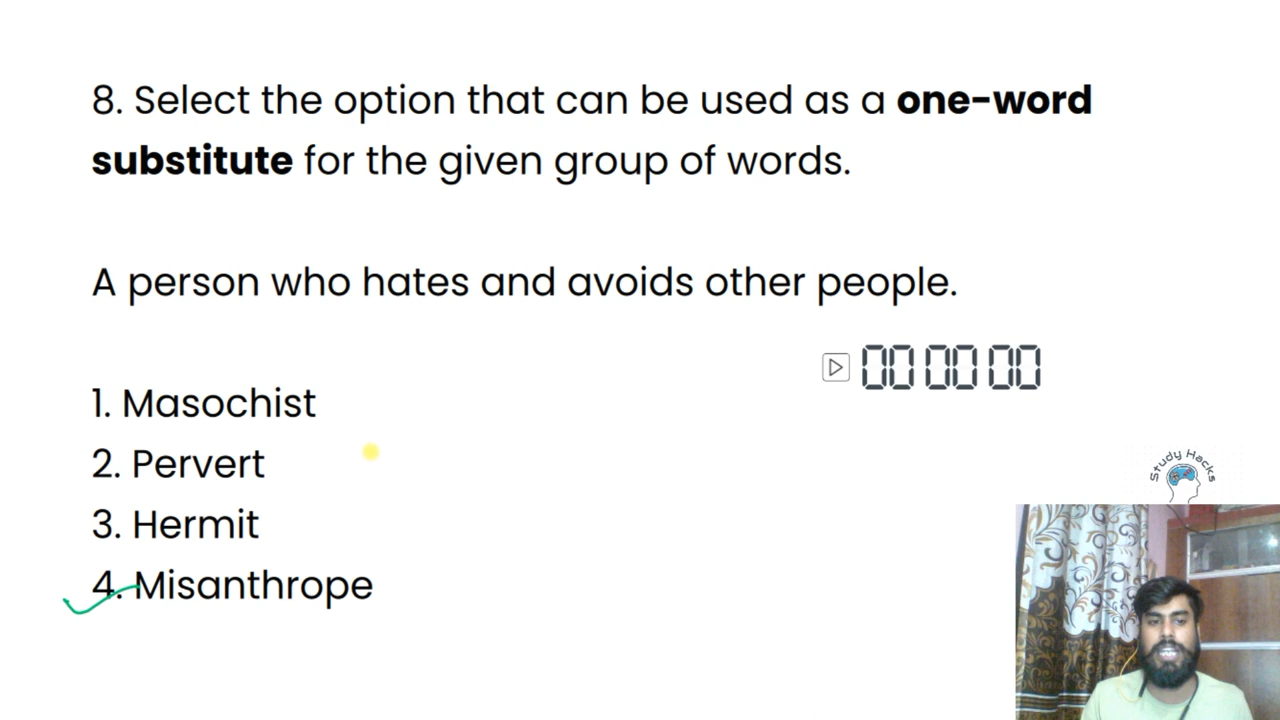 8. Select the option that can be used as a one-word
substitute for the given group of words.
A person who hates and avoids other people.
00 00 00
1. Masochist
2. Pervert
3. Hermit
4. Misanthrope
Study Hacks